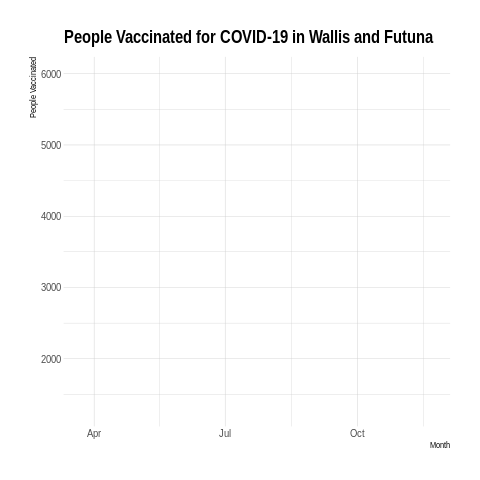 People Vaccinated for COVID-19 in Wallis and Futuna
People Vaccinated
6000
5000
4000
3000
2000
Apr
Jul
Oct
Month